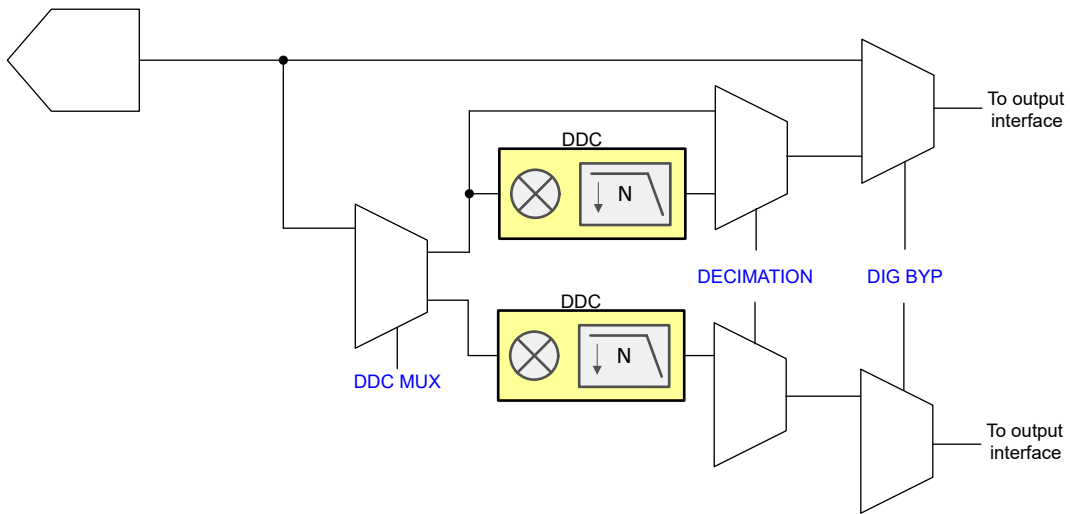 To output
interface
DDC
N
DECIMATION
DIG BYP
DDC
N
DDC MUX
To output
interface